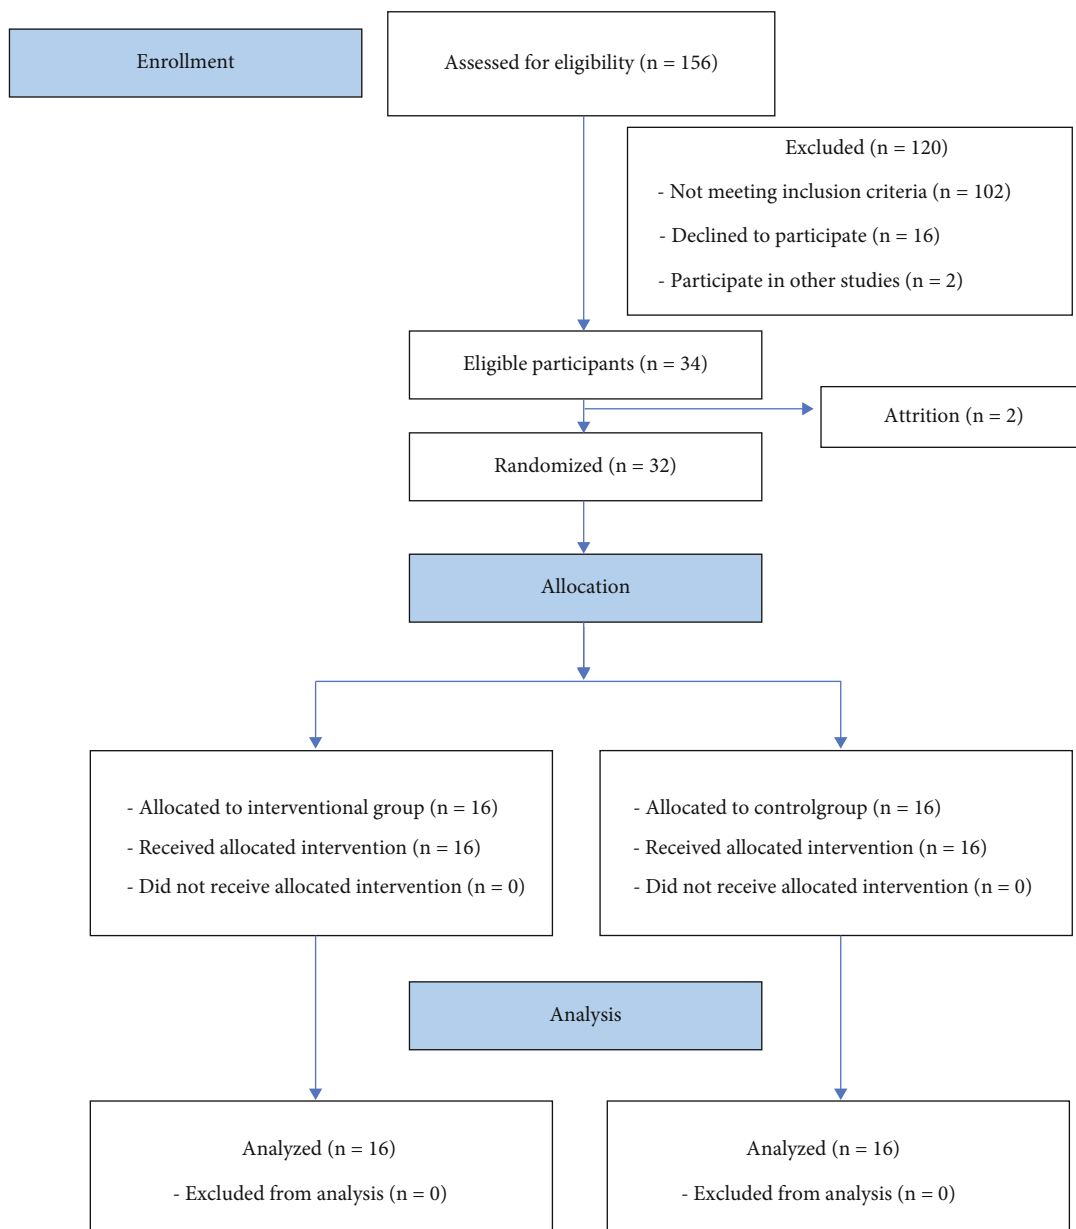 Enrollment
Assessed for eligibility (n = 156)
Excluded (n = 120)
- Not meeting inclusion criteria (n = 102)
- Declined to participate (n = 16)
- Participate in other studies (n = 2)
Eligible participants (n = 34)
Attrition (n = 2)
Randomized (n = 32)
Allocation
- Allocated to interventional group (n = 16)
- Received allocated intervention (n = 16)
- Did not receive allocated intervention (n = 0)
- Allocated to controlgroup (n = 16)
- Received allocated intervention (n = 16)
- Did not receive allocated intervention (n = 0)
Analysis
Analyzed (n = 16)
- Excluded from analysis (n = 0)
Analyzed (n = 16)
- Excluded from analysis (n = 0)